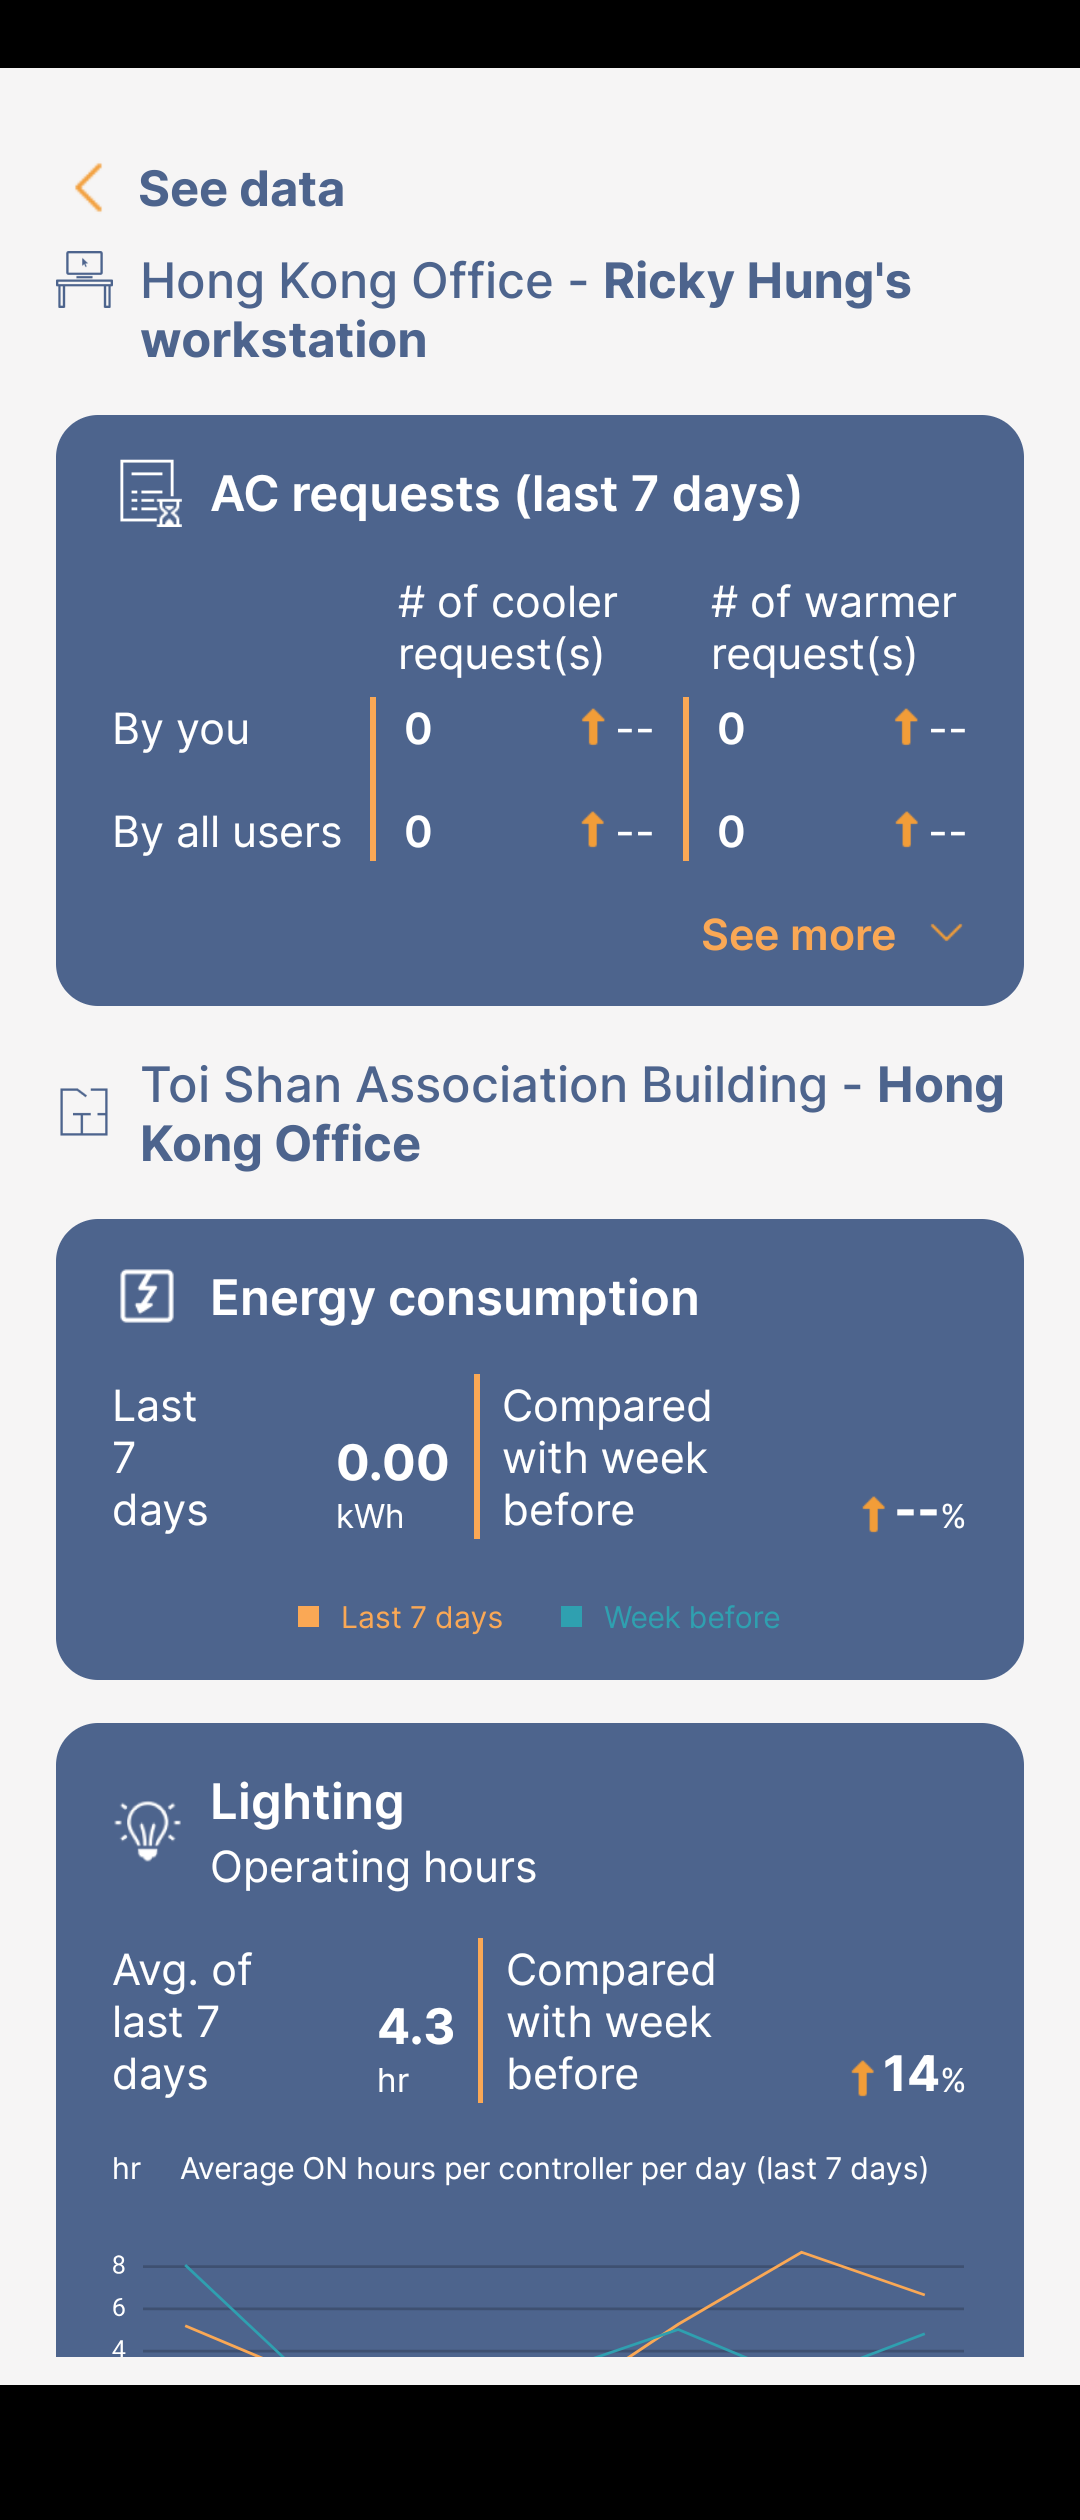 See data
Hong Kong Office - Ricky Hung's
workstation
AC requests (last 7 days)
# of cooler
request(s)
# of warmer
request(s)
By you
0
--
0
--
By all users
0
--
0
--
See more
Toi Shan Association Building - Hong
Kong Office
Energy consumption
Last
7
days
0.00
kWh
Compared
with week
before
--%
Last 7 days
Week before
Lighting
Operating hours
Avg. of
last 7
days
4.3
hr
Compared
with week
before
14%
hr
Average ON hours per controller per day (last 7 days)
8
6
4